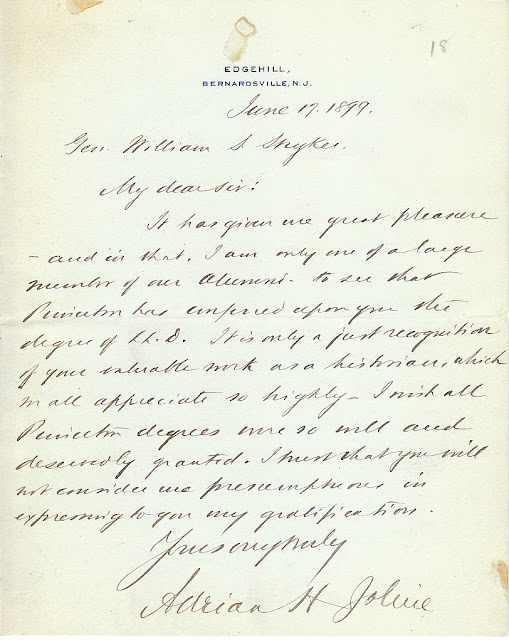 18
EDGEHILL,
BERNARDSVILLE, N.J.
June 17. 1899.
Gen. William S. Stryker.
My dear sir:
It has given me great pleasure
- and in that, I am only one of a large
number of our Alumni - to see that
Princeton has conferred upon you the
degree of LL.D. It is only a just recognition
of your valuable work as a historian, which
we all appreciate so highly - I wish all
Princeton degrees were so well and
deservedly granted. I trust that you will
not consider me presumptuous in
expressing to you my gratification.
Yours very truly
Adrian H Joline